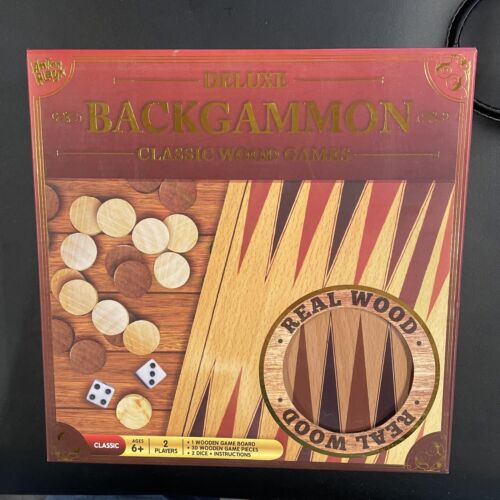 DELUXE
BACKGAMMON
CLASSIC WOOD GAMES
REAL WOOD
REAL WOOD
CLASSIC
AGES
6+
2
PLAYERS
• 1 WOODEN GAME BOARD
• 30 WOODEN GAME PIECES
• 2 DICE • INSTRUCTIONS